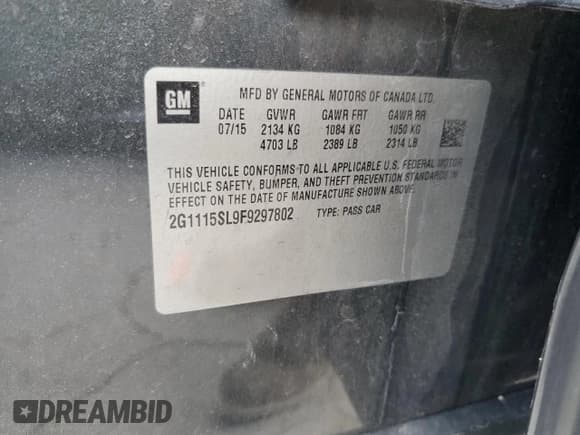 GM
MFD BY GENERAL MOTORS OF CANADA LTD.
DATE GVWR GAWR FRT GAWR RR
07/15 2134 KG 1084 KG 1050 KG
4703 LB 2389 LB 2314 LB
THIS VEHICLE CONFORMS TO ALL APPLICABLE U.S. FEDERAL MOTOR
VEHICLE SAFETY, BUMPER, AND THEFT PREVENTION STANDARDS IN
EFFECT ON THE DATE OF MANUFACTURE SHOWN ABOVE.
2G1115SL9F9297802 TYPE: PASS CAR
DREAMBID